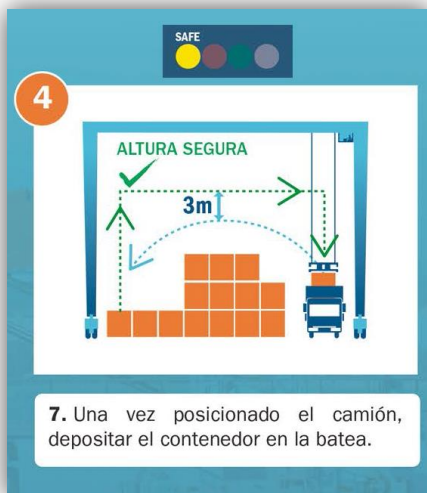 SAFE
4
ALTURA SEGURA
3m
7. Una vez posicionado el camión,
depositar el contenedor en la batea.